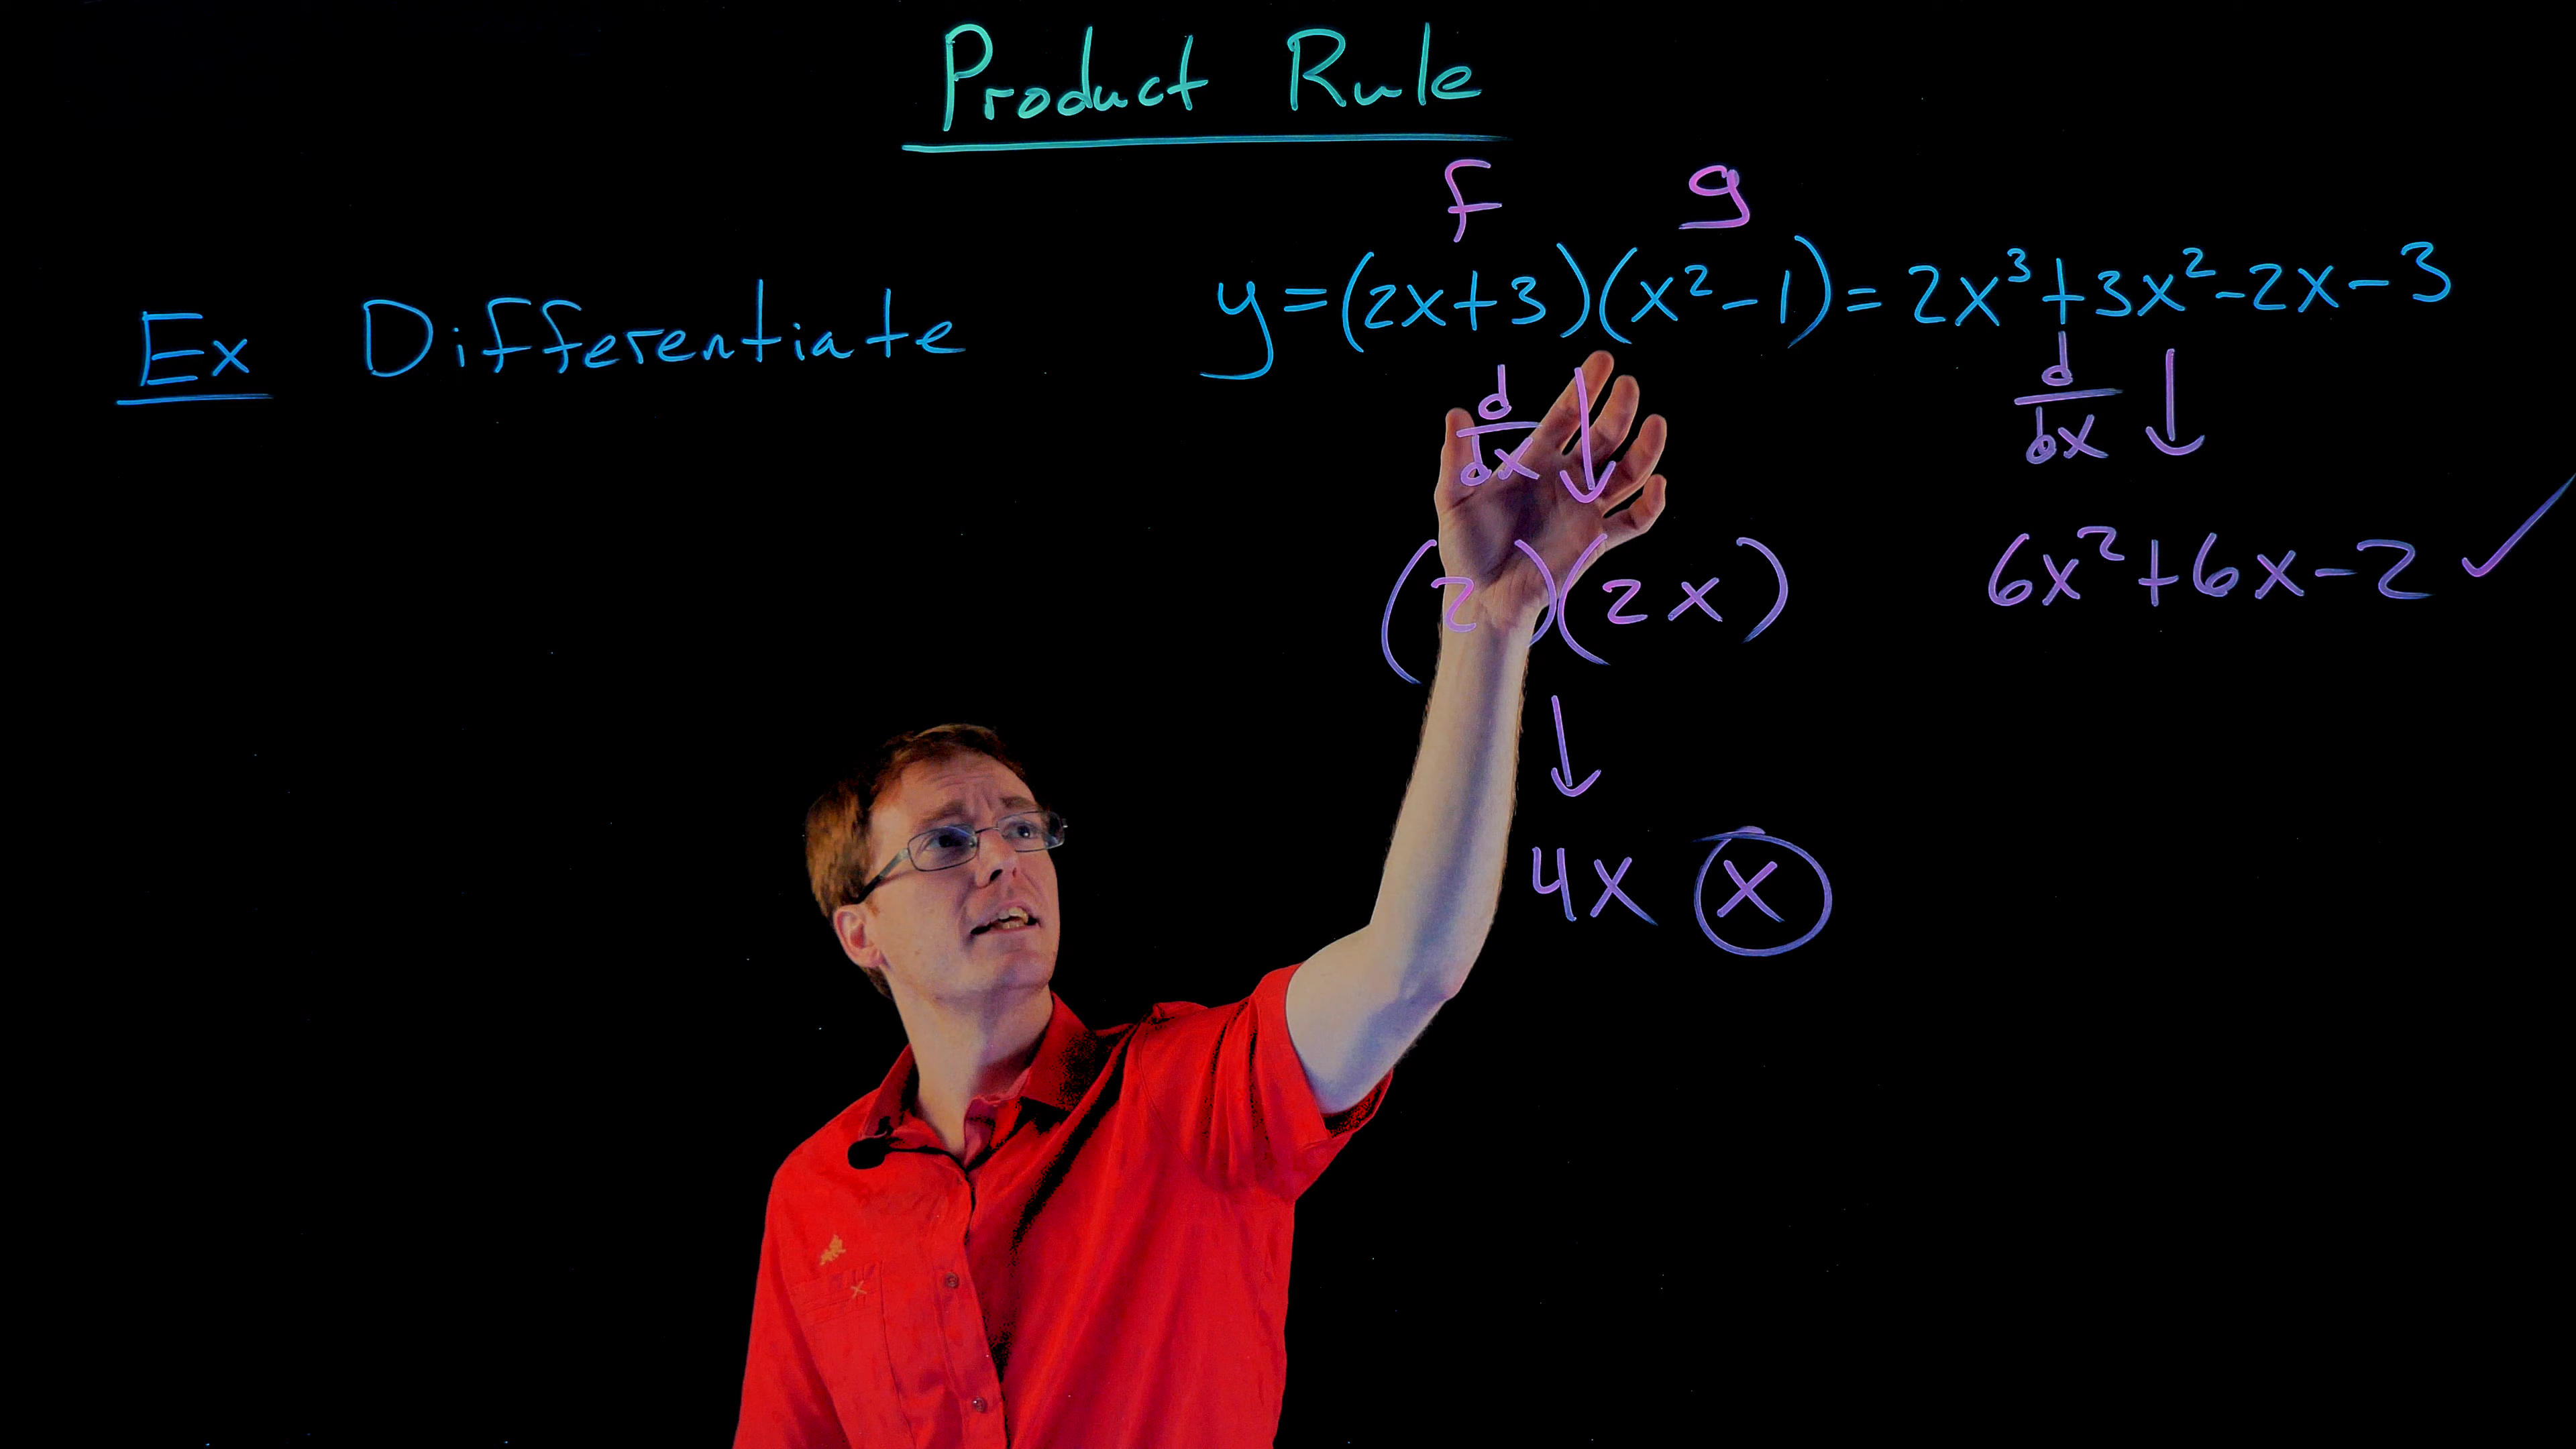 Product Rule
f g
Ex Differentiate y=(2x+3)(x²-1)=2x³+3x²-2x-3
d/dx ↓ d/dx ↓
(2)(2x) 6x²+6x-2 ✓
↓
4x ⓧ